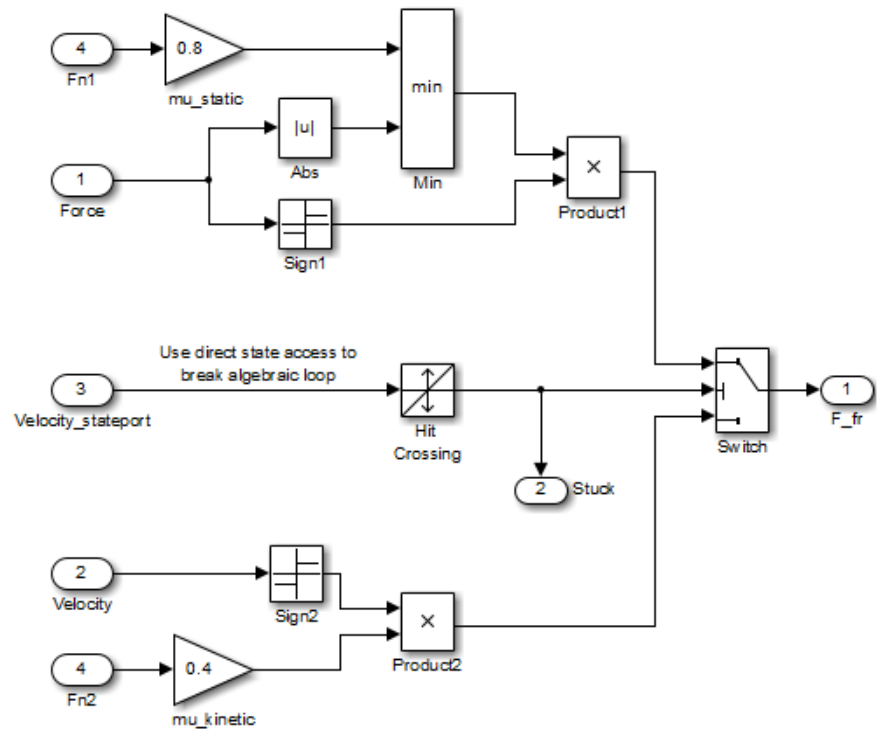 4
Fn1
0.8
mu_static
min
Min
|u|
Abs
1
Force
Sign1
×
Product1
Use direct state access to
break algebraic loop
3
Velocity_stateport
Hit
Crossing
Switch
1
F_fr
2
Stuck
2
Velocity
Sign2
×
Product2
4
Fn2
0.4
mu_kinetic